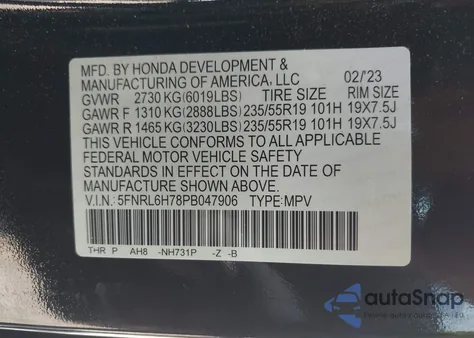 MFD. BY HONDA DEVELOPMENT &
MANUFACTURING OF AMERICA, LLC 02/'23
GVWR 2730 KG(6019LBS) TIRE SIZE RIM SIZE
GAWR F 1310 KG(2888LBS) 235/55R19 101H 19X7.5J
GAWR R 1465 KG(3230LBS) 235/55R19 101H 19X7.5J
THIS VEHICLE CONFORMS TO ALL APPLICABLE
FEDERAL MOTOR VEHICLE SAFETY
STANDARDS IN EFFECT ON THE DATE OF
MANUFACTURE SHOWN ABOVE.
V.I.N.: 5FNRL6H78PB047906 TYPE:MPV
THR P AH8 -NH731P -Z -B
autoSnap